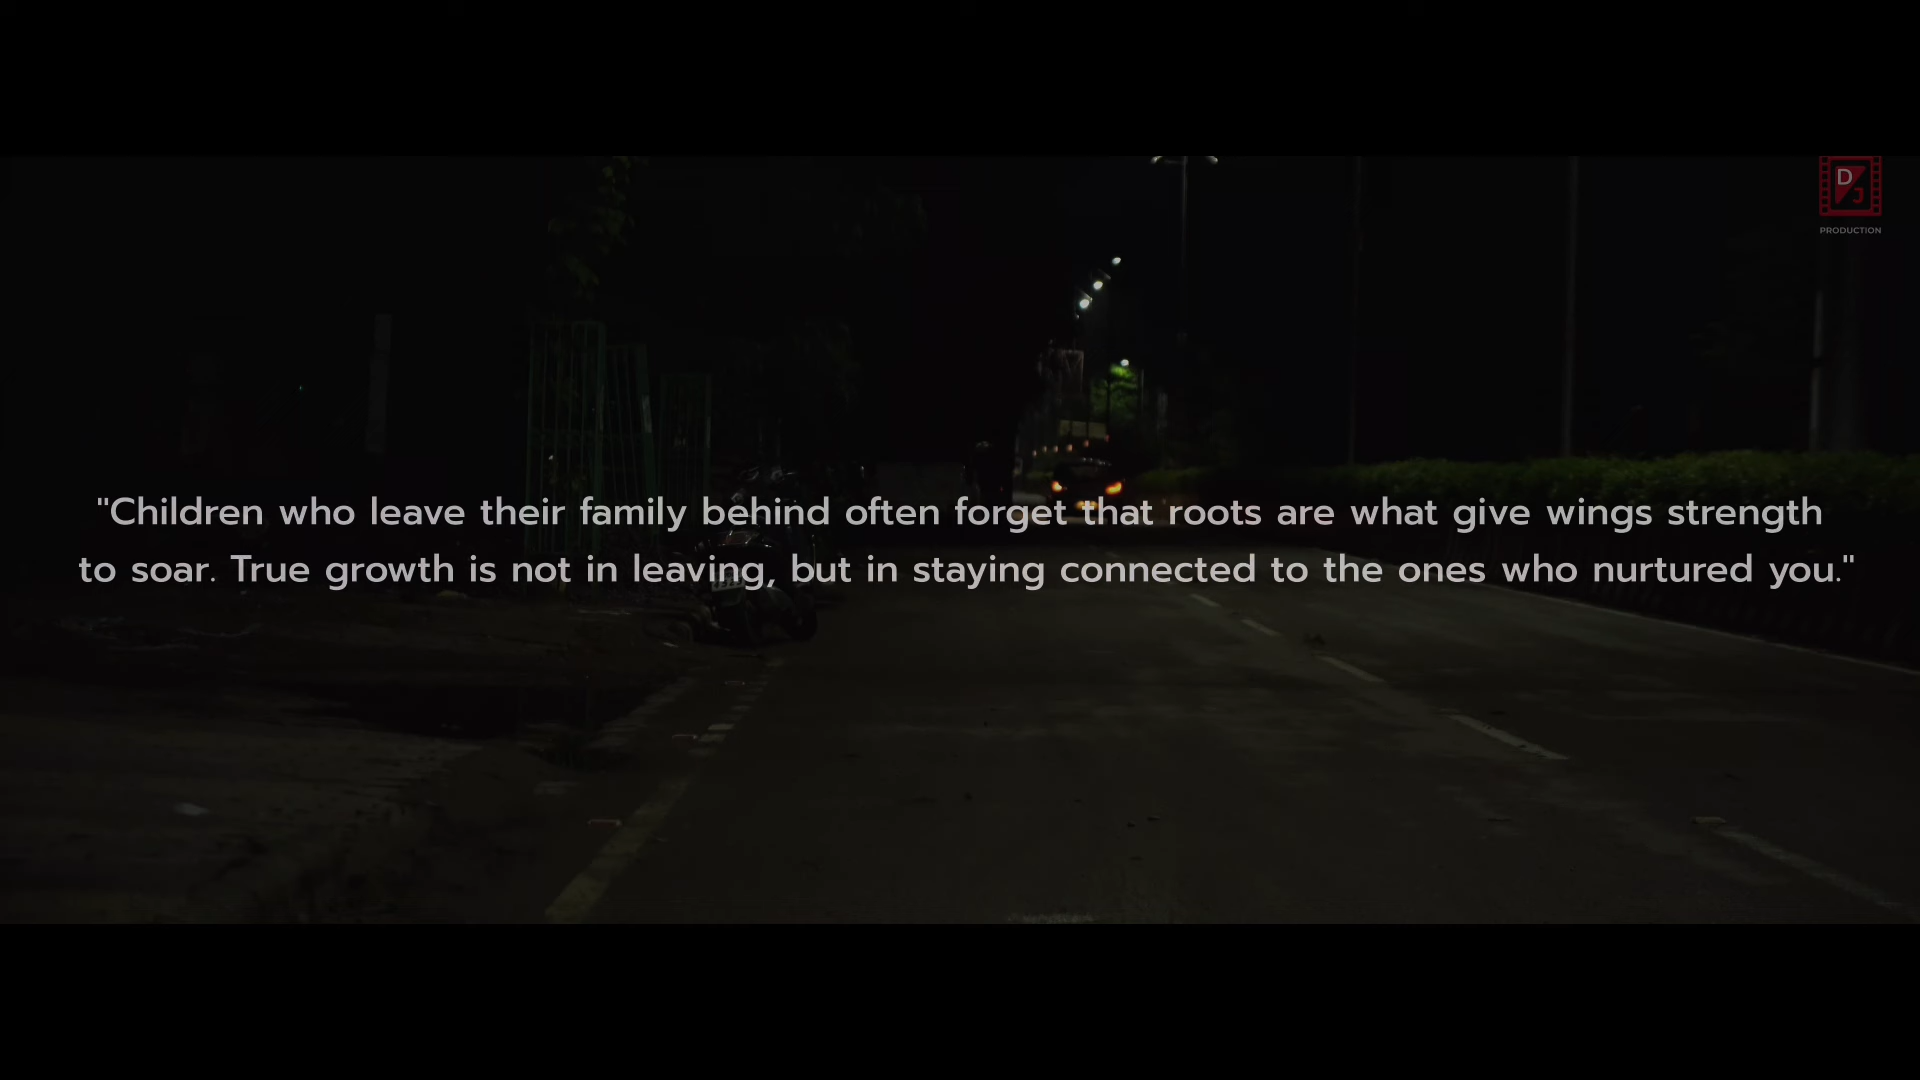 D
J
PRODUCTION
"Children who leave their family behind often forget that roots are what give wings strength
to soar. True growth is not in leaving, but in staying connected to the ones who nurtured you."